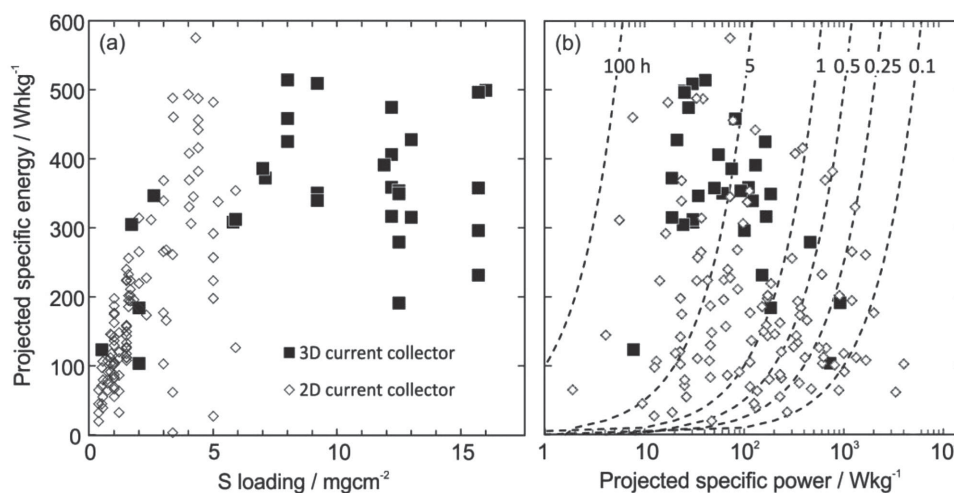 (a)
600
500
400
300
200
100
0
Projected specific energy / Whkg⁻¹
■ 3D current collector
◇ 2D current collector
0 5 10 15
S loading / mgcm⁻²
(b)
100 h 5 1 0.5 0.25 0.1
1 10 10² 10³ 10⁴
Projected specific power / Wkg⁻¹